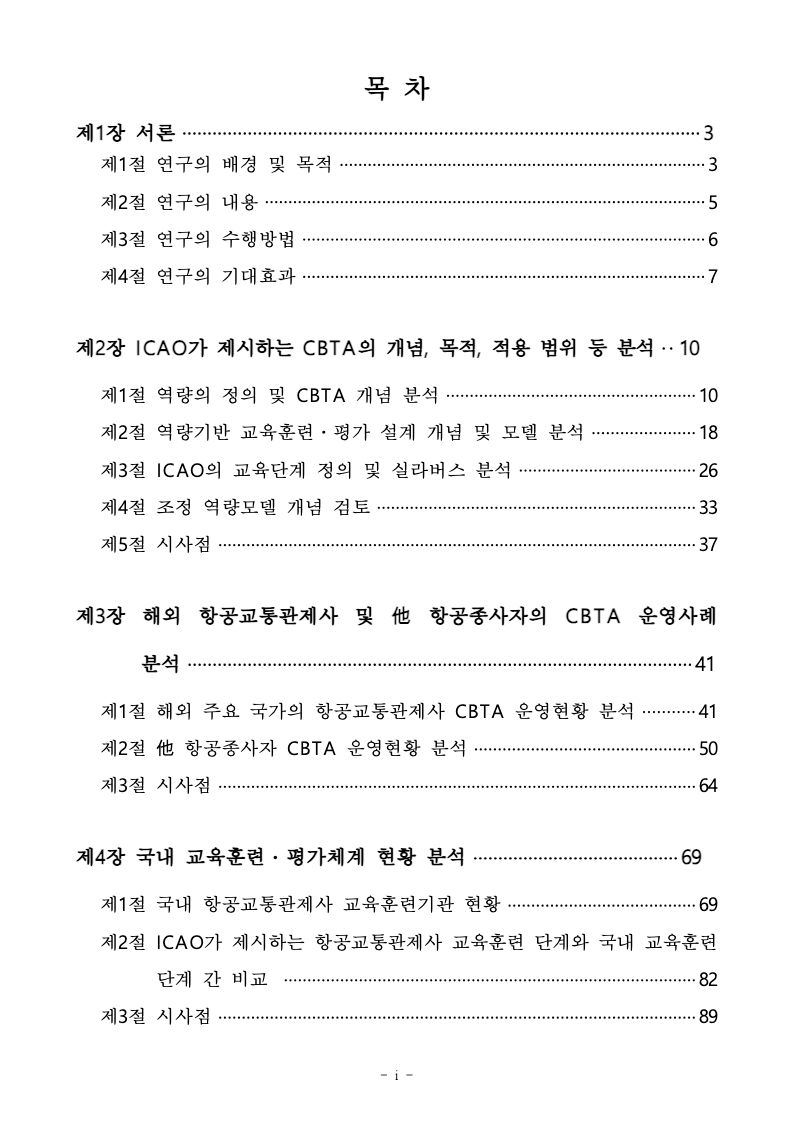 목 차
제1장 서론 ··································· 3
제1절 연구의 배경 및 목적 ··································· 3
제2절 연구의 내용 ··································· 5
제3절 연구의 수행방법 ··································· 6
제4절 연구의 기대효과 ··································· 7
제2장 ICAO가 제시하는 CBTA의 개념, 목적, 적용 범위 등 분석 ·· 10
제1절 역량의 정의 및 CBTA 개념 분석 ··································· 10
제2절 역량기반 교육훈련·평가 설계 개념 및 모델 분석 ······················ 18
제3절 ICAO의 교육단계 정의 및 실라버스 분석 ··································· 26
제4절 조정 역량모델 개념 검토 ··································· 33
제5절 시사점 ··································· 37
제3장 해외 항공교통관제사 및 他 항공종사자의 CBTA 운영사례
분석 ··································· 41
제1절 해외 주요 국가의 항공교통관제사 CBTA 운영현황 분석 ··········· 41
제2절 他 항공종사자 CBTA 운영현황 분석 ··································· 50
제3절 시사점 ··································· 64
제4장 국내 교육훈련·평가체계 현황 분석 ··································· 69
제1절 국내 항공교통관제사 교육훈련기관 현황 ··································· 69
제2절 ICAO가 제시하는 항공교통관제사 교육훈련 단계와 국내 교육훈련
단계 간 비교 ··································· 82
제3절 시사점 ··································· 89
- i -